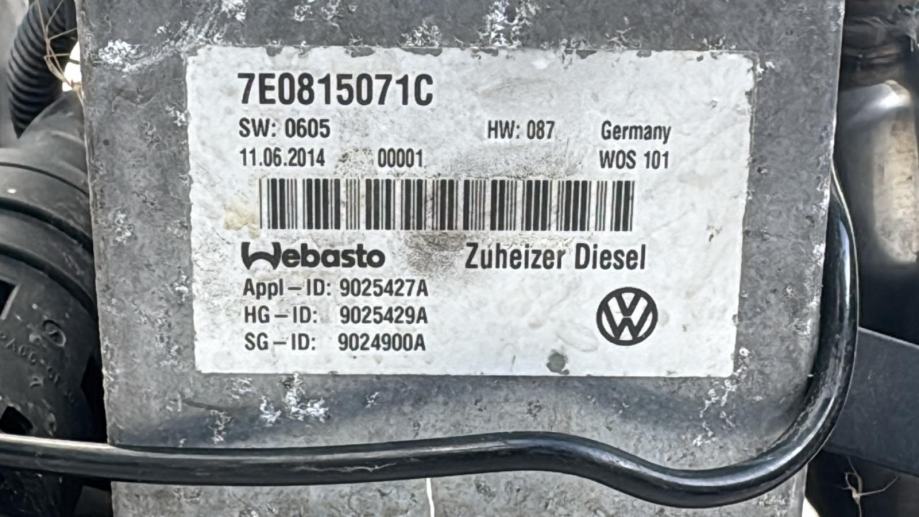 7E0815071C
SW: 0605 HW: 087 Germany
11.06.2014 00001 WOS 101
Webasto Zuheizer Diesel
Appl-ID: 9025427A
HG-ID: 9025429A
SG-ID: 9024900A